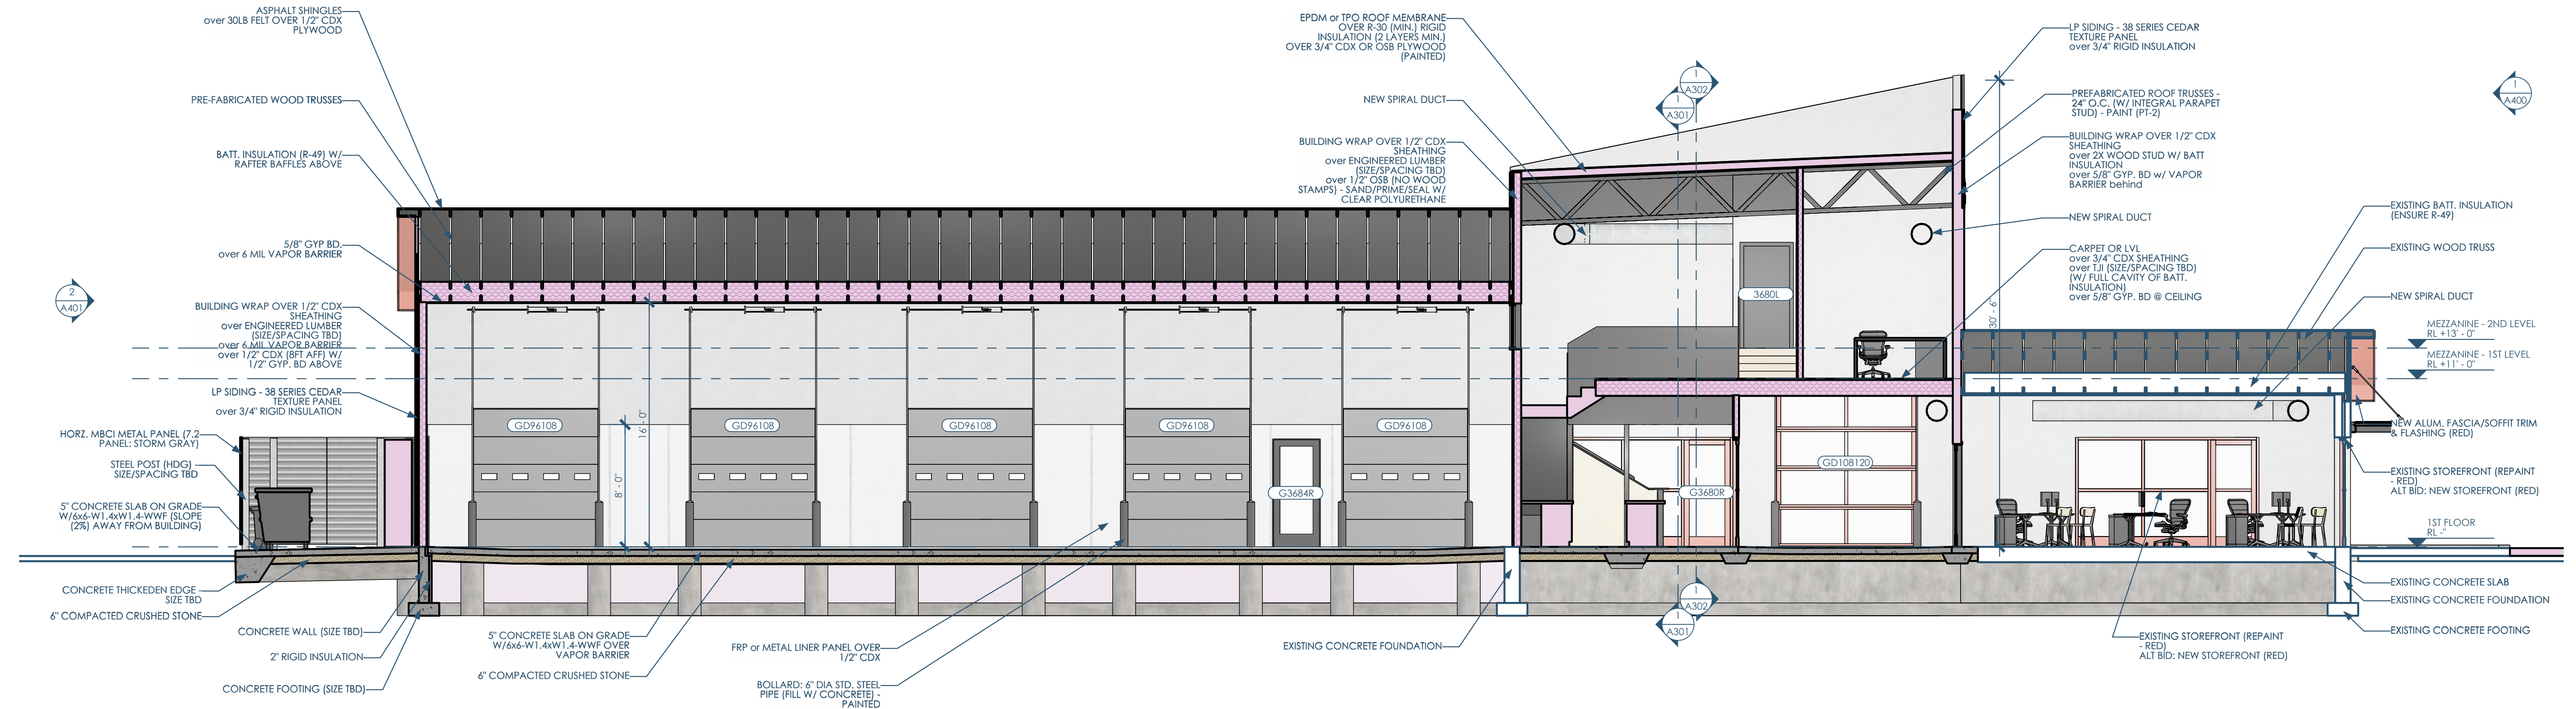 ASPHALT SHINGLES
over 30LB FELT OVER 1/2" CDX
PLYWOOD
PRE-FABRICATED WOOD TRUSSES
BATT. INSULATION (R-49) W/
RAFTER BAFFLES ABOVE
5/8" GYP BD.
over 6 MIL VAPOR BARRIER
2
A401
BUILDING WRAP OVER 1/2" CDX
SHEATHING
over ENGINEERED LUMBER
(SIZE/SPACING TBD)
over 6 MIL VAPOR BARRIER
over 1/2" CDX (8FT AFF) W/
1/2" GYP. BD ABOVE
LP SIDING - 38 SERIES CEDAR
TEXTURE PANEL
over 3/4" RIGID INSULATION
HORZ. MBCI METAL PANEL (7.2
PANEL: STORM GRAY)
STEEL POST (HDG) -
SIZE/SPACING TBD
5" CONCRETE SLAB ON GRADE
W/6x6-W1.4xW1.4-WWF (SLOPE
(2%) AWAY FROM BUILDING)
CONCRETE THICKEDEN EDGE -
SIZE TBD
6" COMPACTED CRUSHED STONE
CONCRETE WALL (SIZE TBD)
2" RIGID INSULATION
CONCRETE FOOTING (SIZE TBD)
GD96108
GD96108
GD96108
GD96108
GD96108
8' - 0"
16' - 0"
G3684R
5" CONCRETE SLAB ON GRADE
W/6x6-W1.4xW1.4-WWF OVER
VAPOR BARRIER
6" COMPACTED CRUSHED STONE
FRP or METAL LINER PANEL OVER
1/2" CDX
BOLLARD: 6" DIA STD. STEEL
PIPE (FILL W/ CONCRETE) -
PAINTED
EPDM or TPO ROOF MEMBRANE
OVER R-30 (MIN.) RIGID
INSULATION (2 LAYERS MIN.)
OVER 3/4" CDX OR OSB PLYWOOD
(PAINTED)
NEW SPIRAL DUCT
BUILDING WRAP OVER 1/2" CDX
SHEATHING
over ENGINEERED LUMBER
(SIZE/SPACING TBD)
over 1/2" OSB (NO WOOD
STAMPS) - SAND/PRIME/SEAL W/
CLEAR POLYURETHANE
1
A302
1
A301
3680L
G3680R
GD108120
EXISTING CONCRETE FOUNDATION
1
A302
1
A301
30' - 6"
LP SIDING - 38 SERIES CEDAR
TEXTURE PANEL
over 3/4" RIGID INSULATION
PREFABRICATED ROOF TRUSSES -
24" O.C. (W/ INTEGRAL PARAPET
STUD) - PAINT (PT-2)
BUILDING WRAP OVER 1/2" CDX
SHEATHING
over 2X WOOD STUD W/ BATT
INSULATION
over 5/8" GYP. BD w/ VAPOR
BARRIER behind
NEW SPIRAL DUCT
CARPET OR LVL
over 3/4" CDX SHEATHING
over TJI (SIZE/SPACING TBD)
(W/ FULL CAVITY OF BATT.
INSULATION)
over 5/8" GYP. BD @ CEILING
1
A400
EXISTING BATT. INSULATION
(ENSURE R-49)
EXISTING WOOD TRUSS
NEW SPIRAL DUCT
MEZZANINE - 2ND LEVEL
RL +13' - 0"
MEZZANINE - 1ST LEVEL
RL +11' - 0"
NEW ALUM. FASCIA/SOFFIT TRIM
& FLASHING (RED)
EXISTING STOREFRONT (REPAINT
- RED)
ALT BID: NEW STOREFRONT (RED)
1ST FLOOR
RL -"
EXISTING CONCRETE SLAB
EXISTING CONCRETE FOUNDATION
EXISTING CONCRETE FOOTING
EXISTING STOREFRONT (REPAINT
- RED)
ALT BID: NEW STOREFRONT (RED)